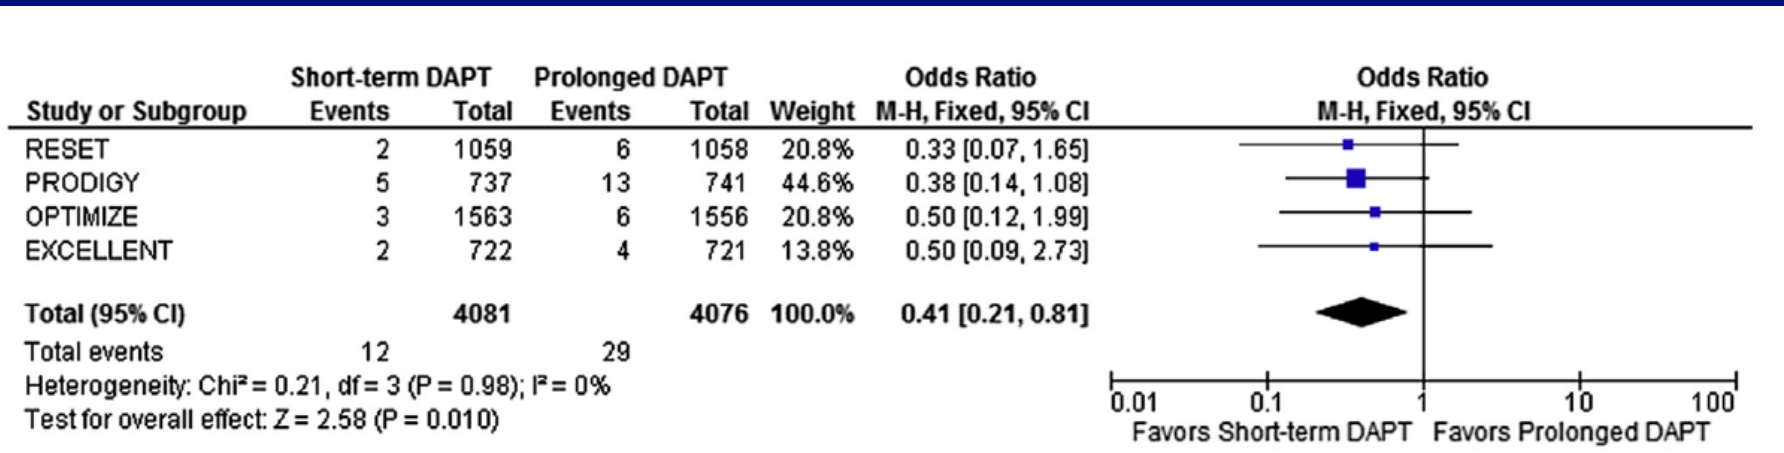 Short-term DAPT Prolonged DAPT Odds Ratio Odds Ratio
Study or Subgroup Events Total Events Total Weight M-H, Fixed, 95% CI M-H, Fixed, 95% CI
RESET 2 1059 6 1058 20.8% 0.33 [0.07, 1.65]
PRODIGY 5 737 13 741 44.6% 0.38 [0.14, 1.08]
OPTIMIZE 3 1563 6 1556 20.8% 0.50 [0.12, 1.99]
EXCELLENT 2 722 4 721 13.8% 0.50 [0.09, 2.73]
Total (95% CI) 4081 4076 100.0% 0.41 [0.21, 0.81]
Total events 12 29
Heterogeneity: Chi² = 0.21, df = 3 (P = 0.98); I² = 0%
Test for overall effect: Z = 2.58 (P = 0.010)
0.01 0.1 1 10 100
Favors Short-term DAPT Favors Prolonged DAPT